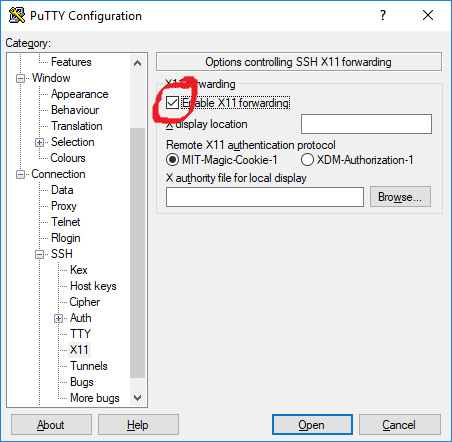 PuTTY Configuration
?
Category:
Features
Window
Appearance
Behaviour
Translation
Selection
Colours
Connection
Data
Proxy
Telnet
Rlogin
SSH
Kex
Host keys
Cipher
Auth
TTY
X11
Tunnels
Bugs
More bugs
Options controlling SSH X11 forwarding
X11 forwarding
Enable X11 forwarding
X display location
Remote X11 authentication protocol
MIT-Magic-Cookie-1 XDM-Authorization-1
X authority file for local display
Browse...
About Help Open Cancel